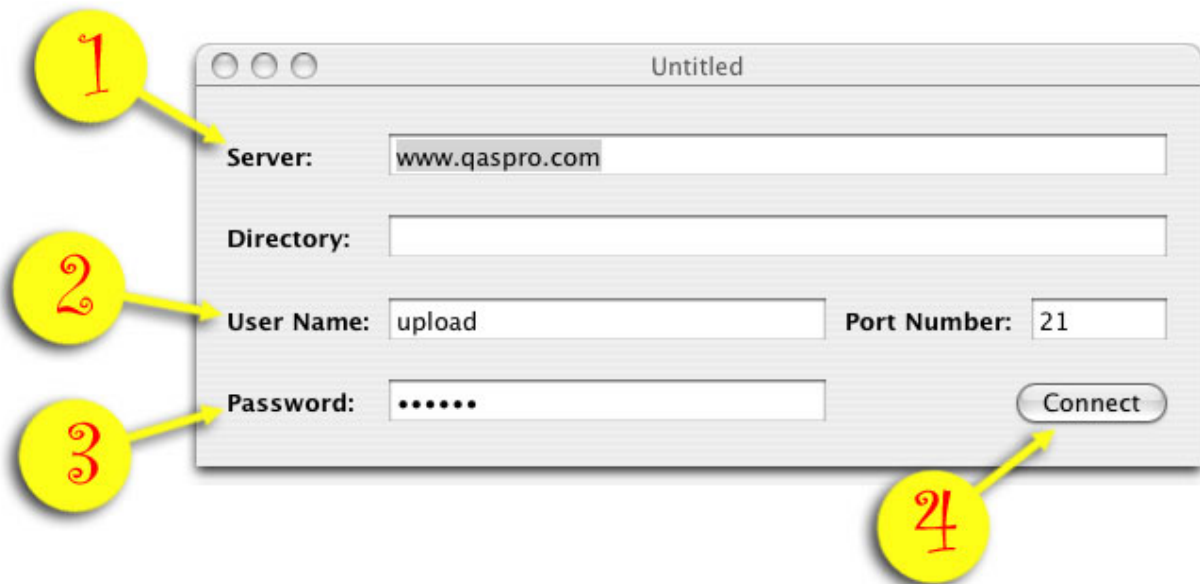 1
Untitled
Server: www.qaspro.com
Directory:
2
User Name: upload Port Number: 21
Password: ••••••
Connect
3
4